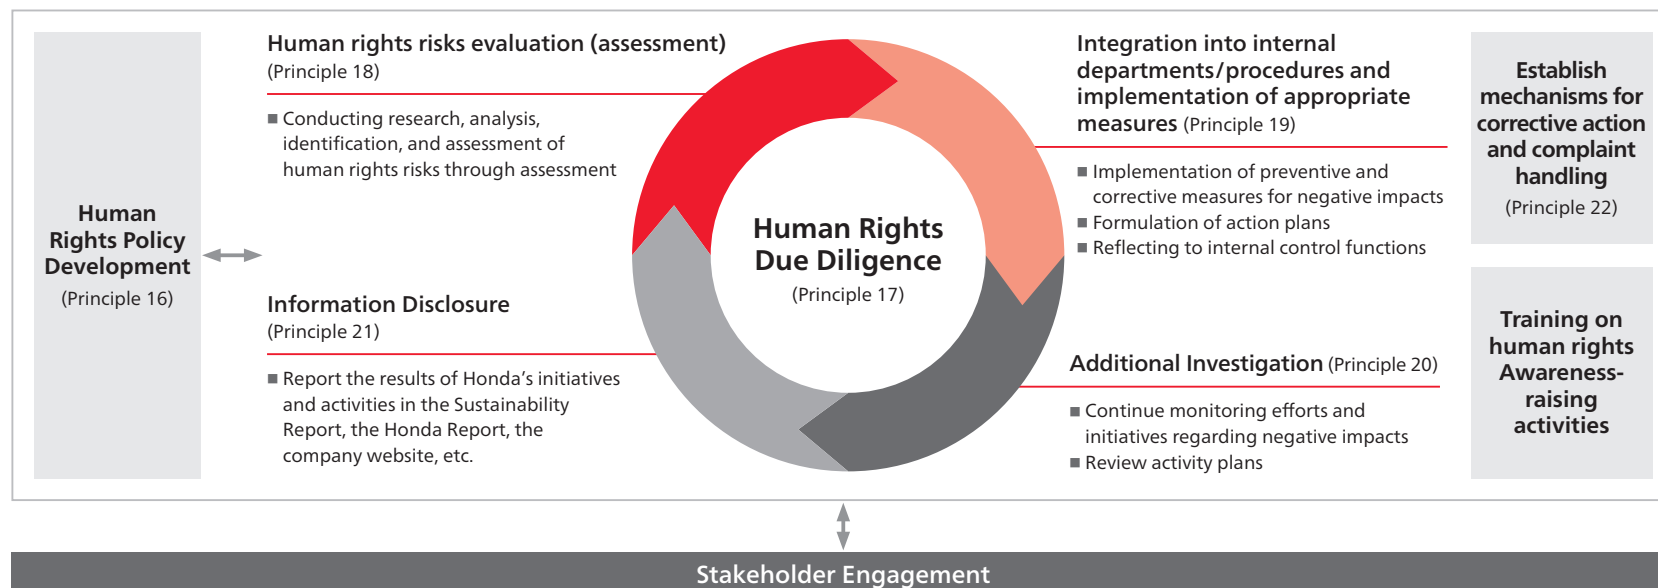 Human
Rights Policy
Development
(Principle 16)
Human rights risks evaluation (assessment)
(Principle 18)
■ Conducting research, analysis,
identification, and assessment of
human rights risks through assessment
Information Disclosure
(Principle 21)
■ Report the results of Honda’s initiatives
and activities in the Sustainability
Report, the Honda Report, the
company website, etc.
Human Rights
Due Diligence
(Principle 17)
Integration into internal
departments/procedures and
implementation of appropriate
measures (Principle 19)
■ Implementation of preventive and
corrective measures for negative impacts
■ Formulation of action plans
■ Reflecting to internal control functions
Additional Investigation (Principle 20)
■ Continue monitoring efforts and
initiatives regarding negative impacts
■ Review activity plans
Establish
mechanisms for
corrective action
and complaint
handling
(Principle 22)
Training on
human rights
Awareness-
raising
activities
Stakeholder Engagement